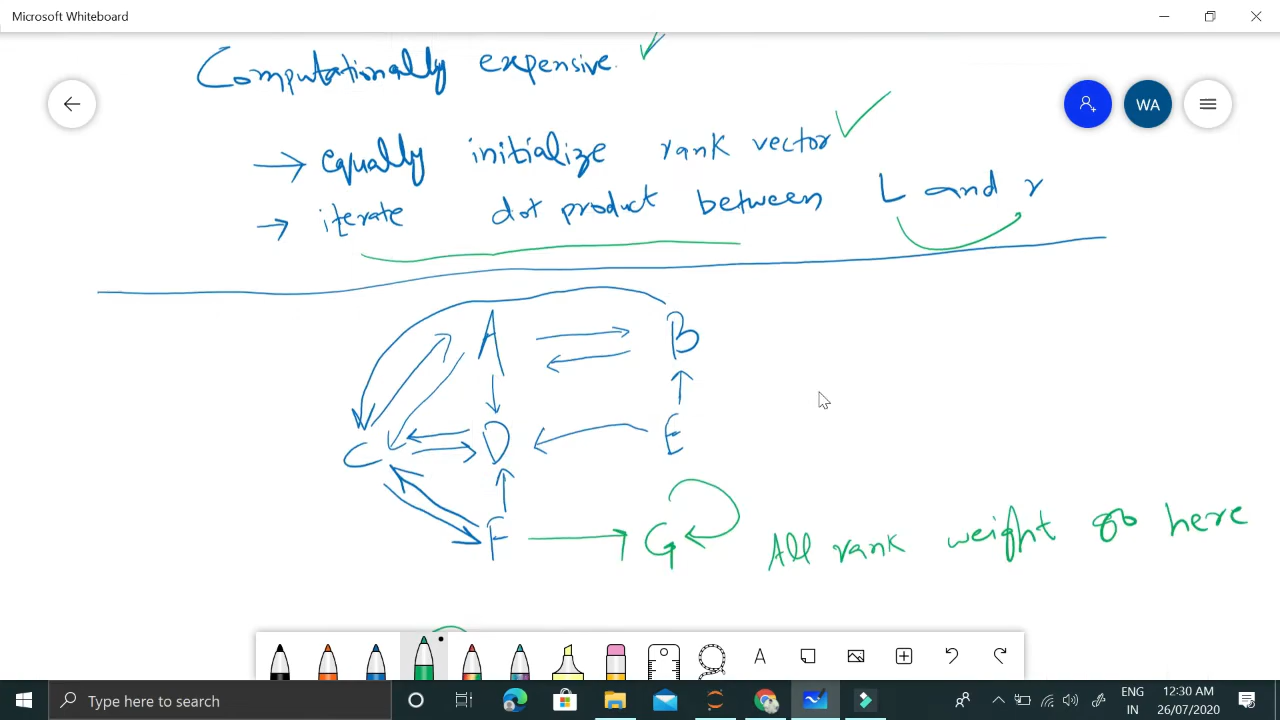 Microsoft Whiteboard
Computationally expensive.
→ equally initialize rank vector
→ iterate dot product between L and r
WA
A B
C D E
F G
All rank weight go here
A
Type here to search
ENG 12:30 AM
IN 26/07/2020